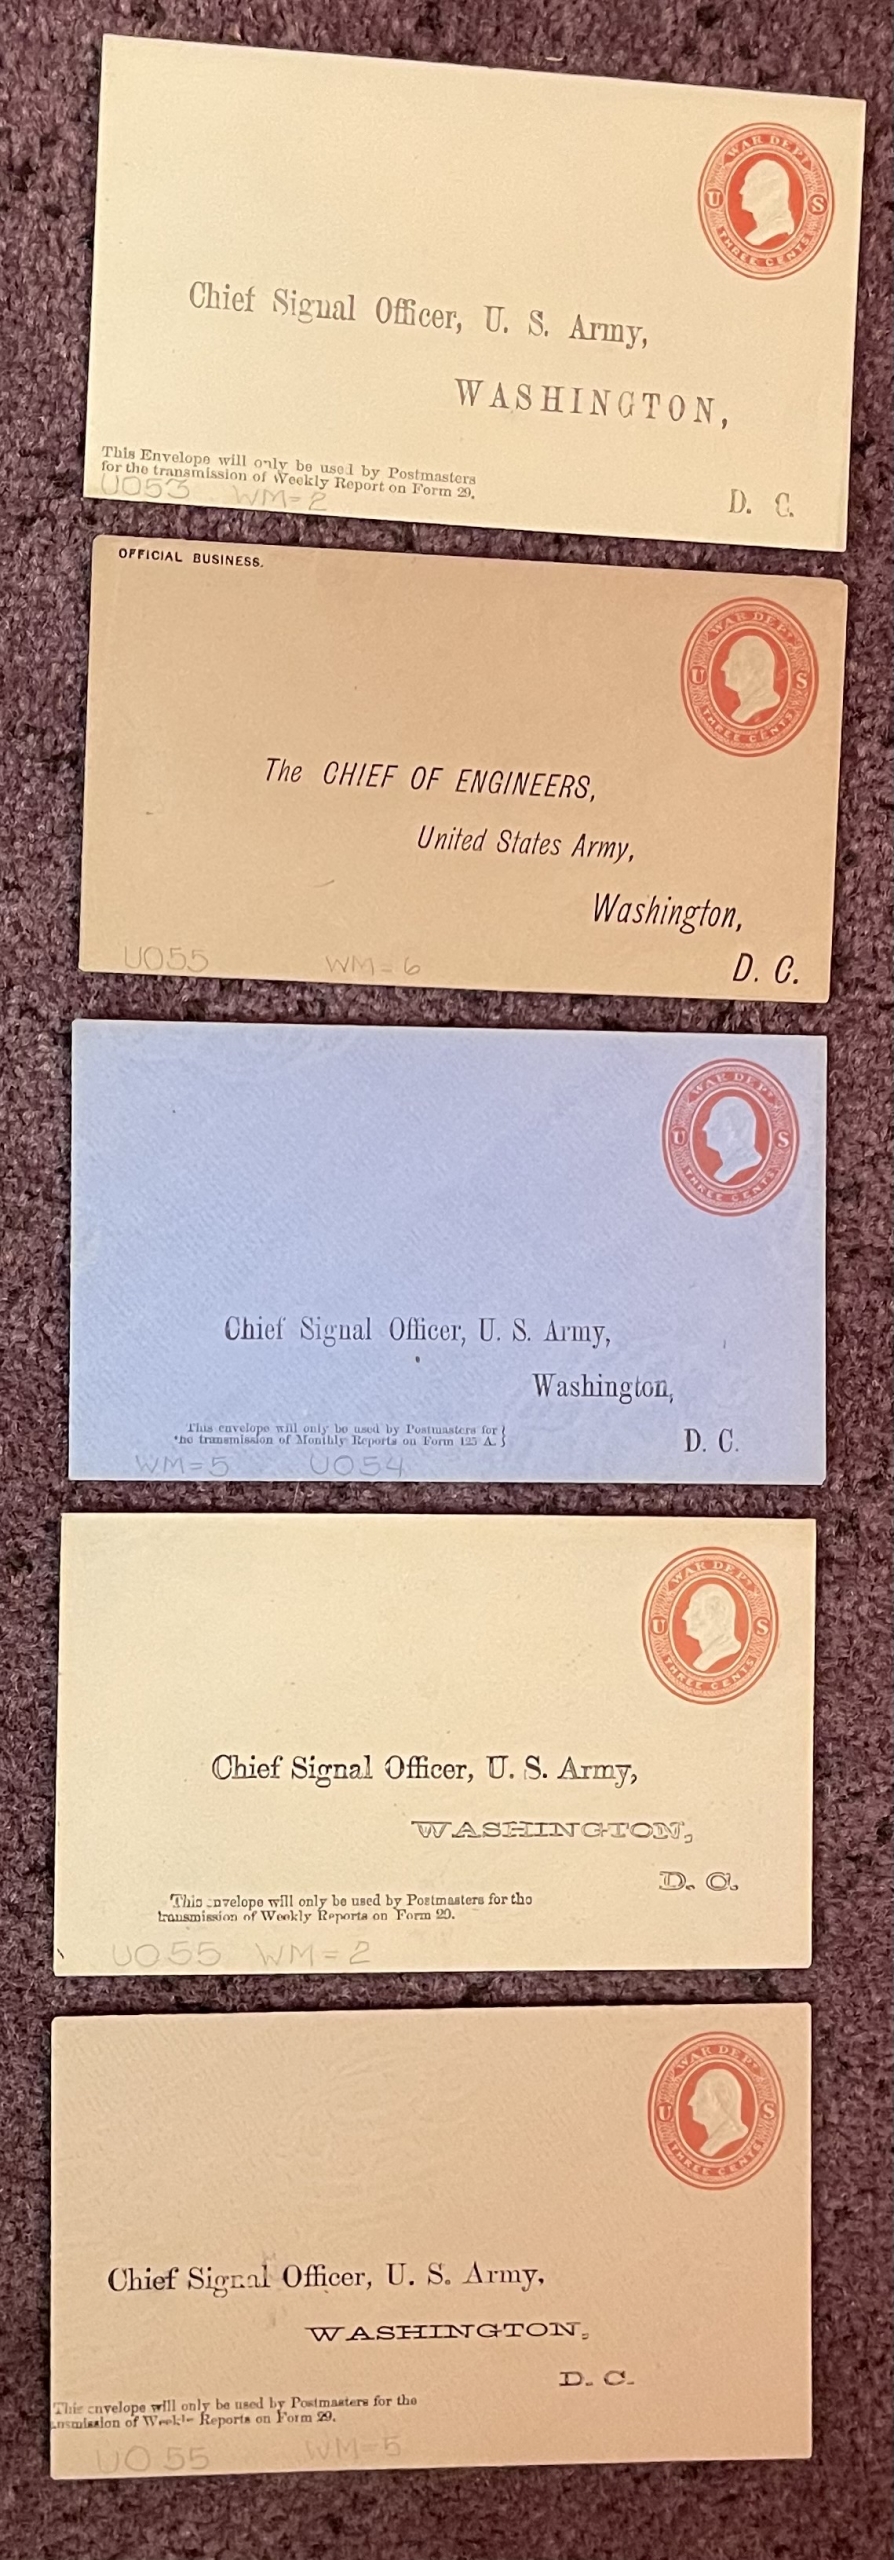 WAR DEPT
U S
THREE CENTS
Chief Signal Officer, U. S. Army,
WASHINGTON,
D. C.
This Envelope will only be used by Postmasters
for the transmission of Weekly Report on Form 29.
UO53 WM=2
OFFICIAL BUSINESS.
WAR DEPT
U S
THREE CENTS
The CHIEF OF ENGINEERS,
United States Army,
Washington,
D. C.
UO55 WM=6
WAR DEPT
U S
THREE CENTS
Chief Signal Officer, U. S. Army,
Washington,
D. C.
This envelope will only be used by Postmasters for
the transmission of Monthly Reports on Form 125 A.
WM=5 UO54
WAR DEPT
U S
THREE CENTS
Chief Signal Officer, U. S. Army,
WASHINGTON,
D. C.
This envelope will only be used by Postmasters for the
transmission of Weekly Reports on Form 29.
UO55 WM=2
WAR DEPT
U S
THREE CENTS
Chief Signal Officer, U. S. Army,
WASHINGTON,
D. C.
This envelope will only be used by Postmasters for the
ansmission of Weekly Reports on Form 29.
UO55 WM=5